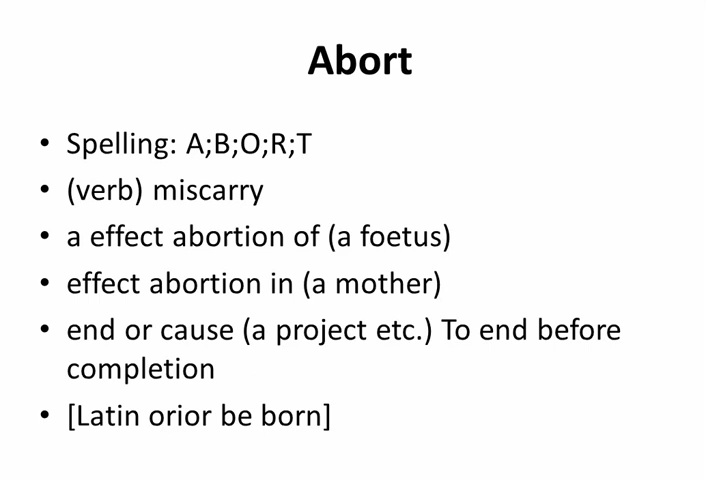 Abort
• Spelling: A;B;O;R;T
• (verb) miscarry
• a effect abortion of (a foetus)
• effect abortion in (a mother)
• end or cause (a project etc.) To end before
completion
• [Latin orior be born]